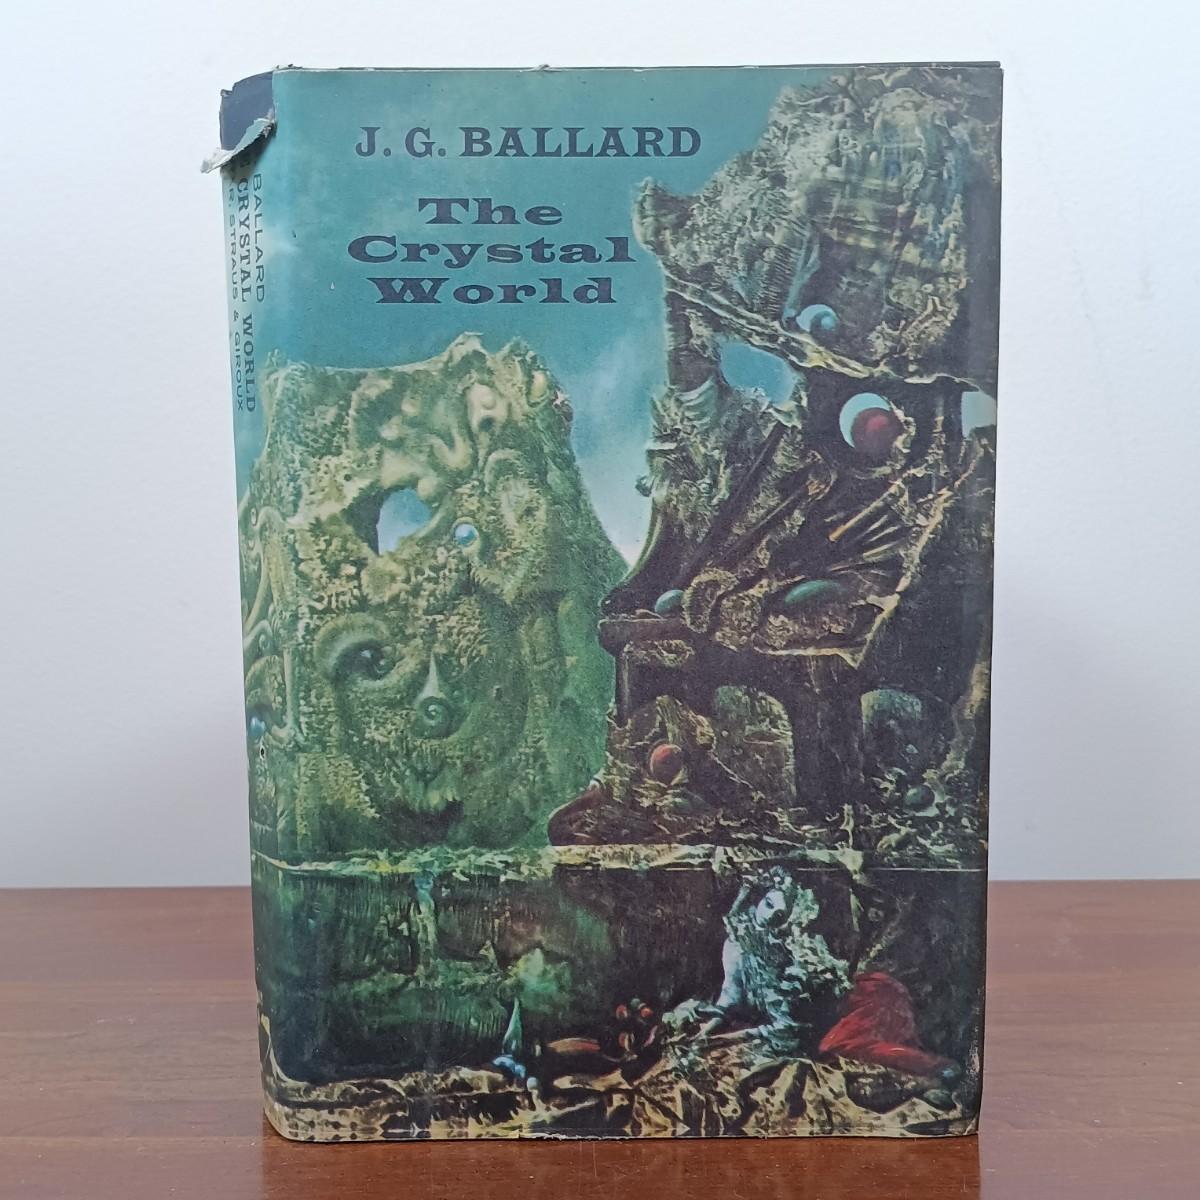 J. G. BALLARD
The
Crystal
World
BALLARD
CRYSTAL WORLD
STRAUS & GIROUX